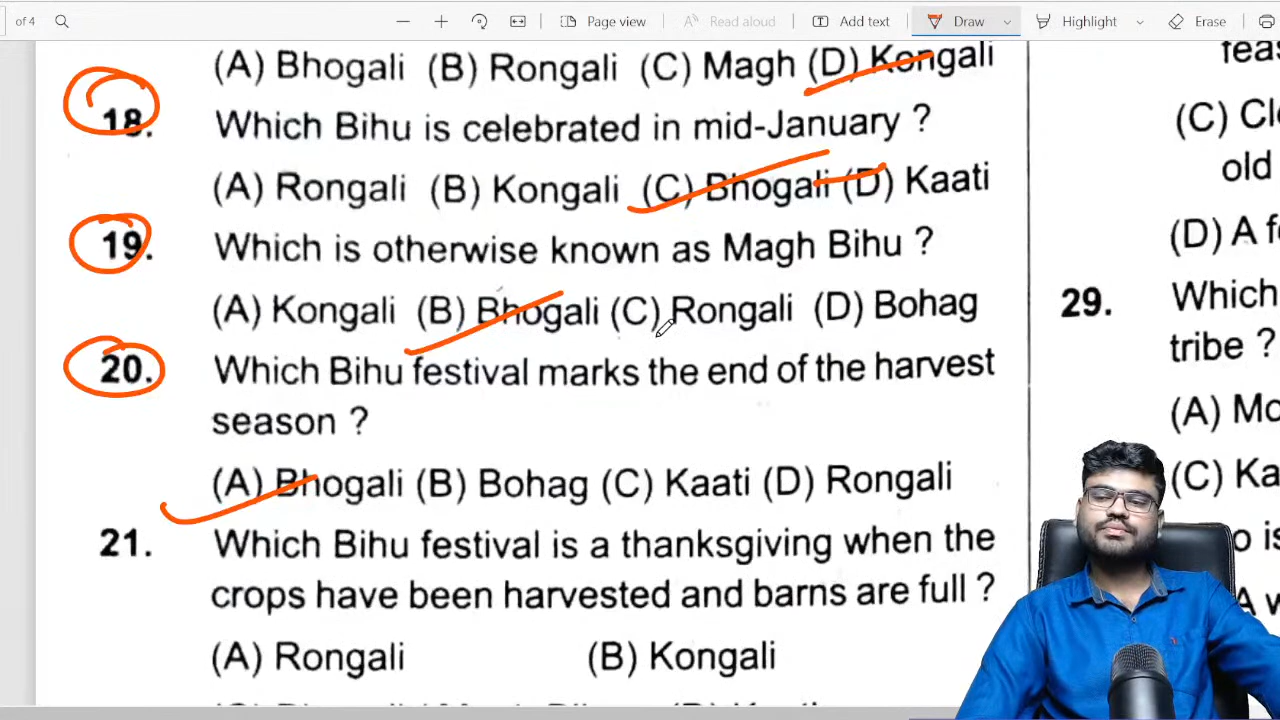 of 4
Page view
Read aloud
Add text
Draw
Highlight
Erase
(A) Bhogali (B) Rongali (C) Magh (D) Kongali
18. Which Bihu is celebrated in mid-January ?
(A) Rongali (B) Kongali (C) Bhogali (D) Kaati
19. Which is otherwise known as Magh Bihu ?
(A) Kongali (B) Bhogali (C) Rongali (D) Bohag
20. Which Bihu festival marks the end of the harvest
season ?
(A) Bhogali (B) Bohag (C) Kaati (D) Rongali
21. Which Bihu festival is a thanksgiving when the
crops have been harvested and barns are full ?
(A) Rongali (B) Kongali
(C)
old
(D) A
29. Which
tribe ?
(A)
(C)